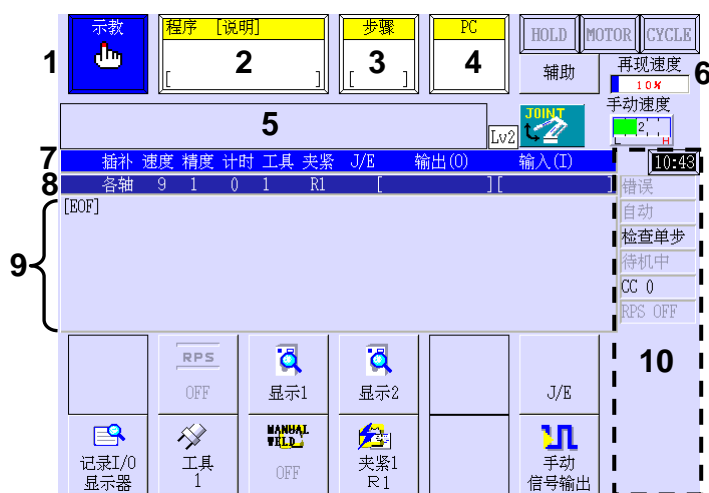 示教 程序 [说明] 步骤 PC HOLD MOTOR CYCLE
1 [ 2 ] [ 3 ] 4 辅助 再现速度 6
10%
手动速度
5 Lv2 JOINT 2 L H
7 插补 速度 精度 计时 工具 夹紧 J/E 输出(O) 输入(I) 10:43
8 各轴 9 1 0 1 R1 [ ][ ] 错误
[EOF] 自动
9 检查单步
待机中
CC 0
RPS OFF
RPS OFF 显示1 显示2 J/E 10
记录I/O 显示器 工具 1 MANUAL WELD OFF 夹紧1 R1 手动 信号输出